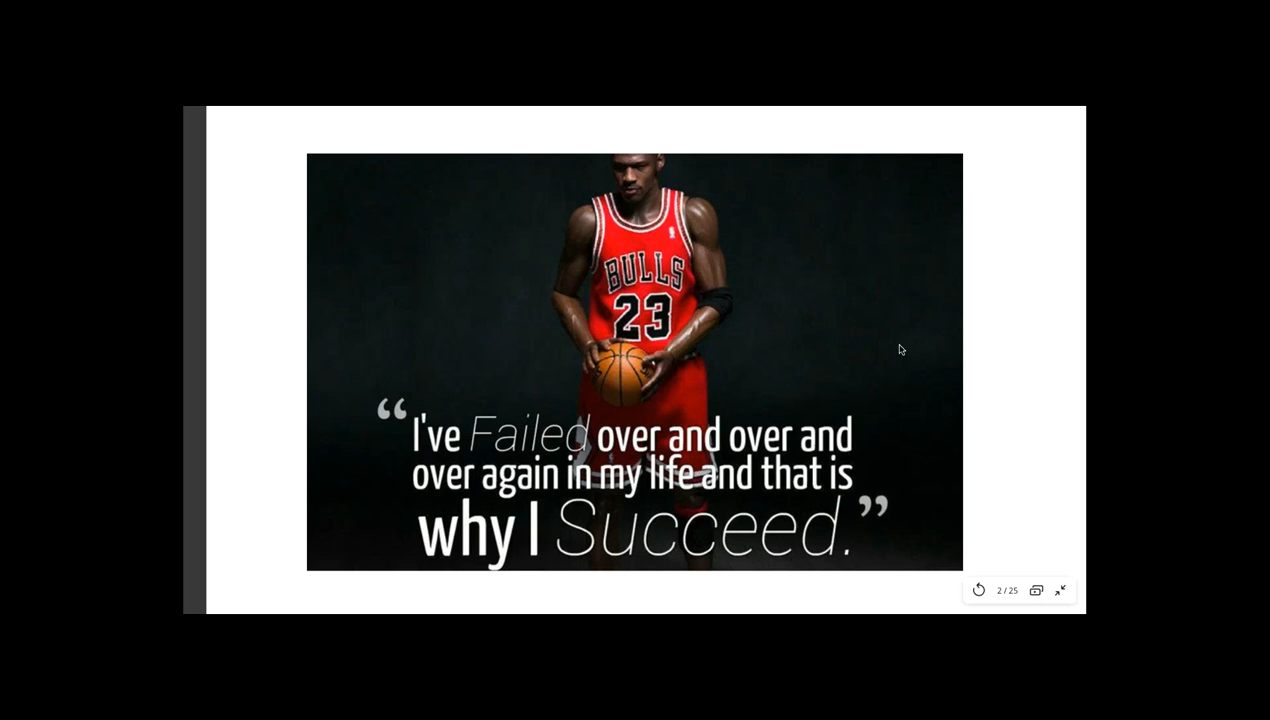 BULLS
23
“I've Failed over and over and
over again in my life and that is
why I Succeed.”
2 / 25